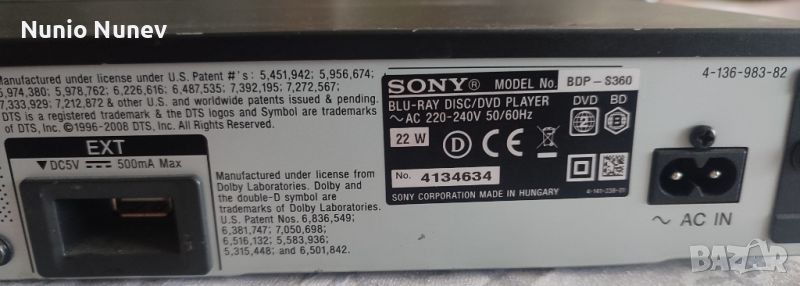 Nunio Nunev
Manufactured under license under U.S. Patent #'s: 5,451,942; 5,956,674;
5,974,380; 5,978,762; 6,226,616; 6,487,535; 7,392,195; 7,272,567;
7,333,929; 7,212,872 & other U.S. and worldwide patents issued & pending.
DTS is a registered trademark & the DTS logos and Symbol are trademarks
of DTS, Inc. ©1996-2008 DTS, Inc. All Rights Reserved.
EXT
▼DC5V ⎓ 500mA Max
Manufactured under license from
Dolby Laboratories. Dolby and
the double-D symbol are
trademarks of Dolby Laboratories.
U.S. Patent Nos. 6,836,549;
6,381,747; 7,050,698;
6,516,132; 5,583,936;
5,315,448; and 6,501,842.
SONY MODEL No. BDP-S360
BLU-RAY DISC/DVD PLAYER
~ AC 220-240V 50/60Hz
22 W
DVD BD
2 B
D CE
No. 4134634
SONY CORPORATION MADE IN HUNGARY
4-141-239-01
4-136-983-82
~ AC IN
BAZAR